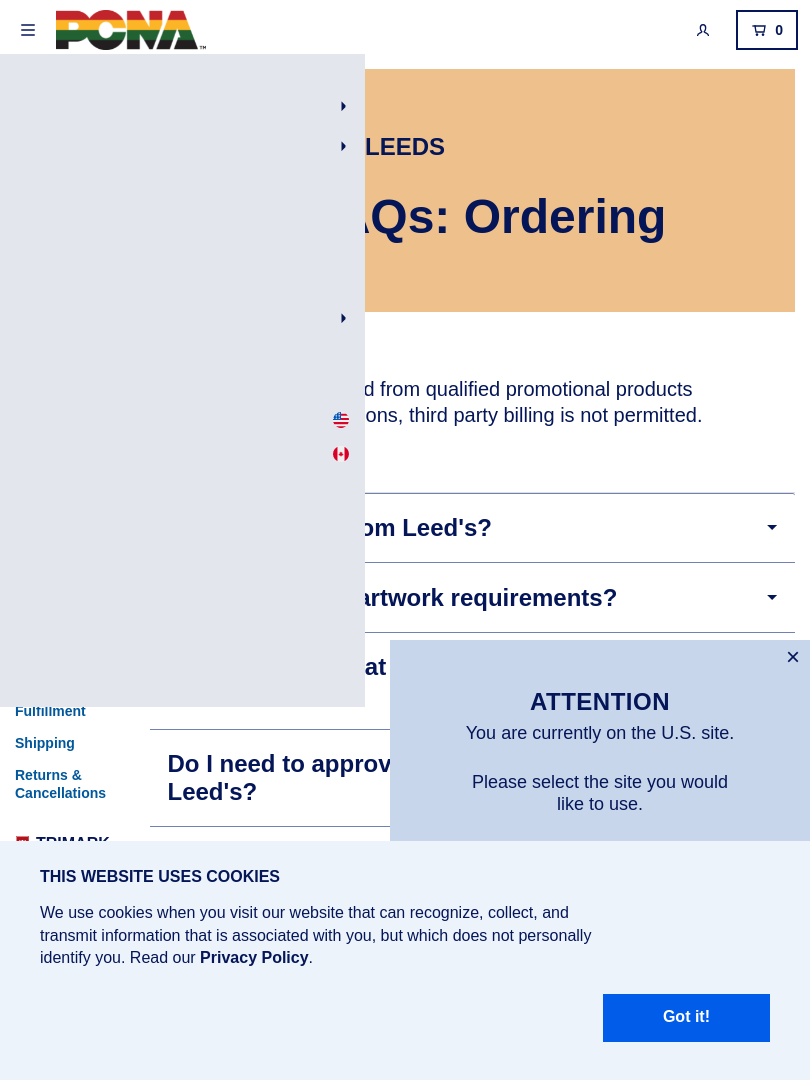 PCNA™
0
LEEDS
AQs: Ordering
d from qualified promotional products
ons, third party billing is not permitted.
om Leed's?
artwork requirements?
at
Fulfillment
Shipping
Returns &
Cancellations
Do I need to approv
Leed's?
TRIMARK
×
ATTENTION
You are currently on the U.S. site.
Please select the site you would
like to use.
THIS WEBSITE USES COOKIES
We use cookies when you visit our website that can recognize, collect, and
transmit information that is associated with you, but which does not personally
identify you. Read our Privacy Policy.
Got it!